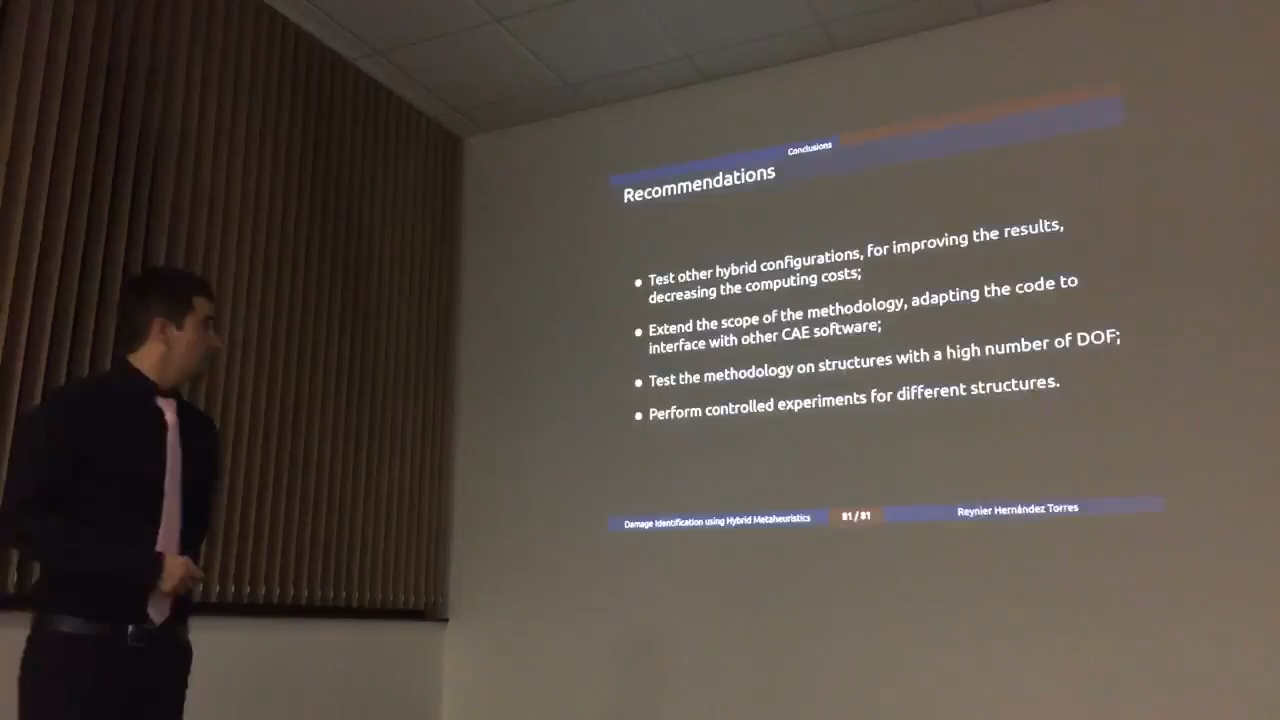 Conclusions
Recommendations
• Test other hybrid configurations, for improving the results,
decreasing the computing costs;
• Extend the scope of the methodology, adapting the code to
interface with other CAE software;
• Test the methodology on structures with a high number of DOF;
• Perform controlled experiments for different structures.
Damage Identification using Hybrid Metaheuristics 81 / 81 Reynier Hernández Torres